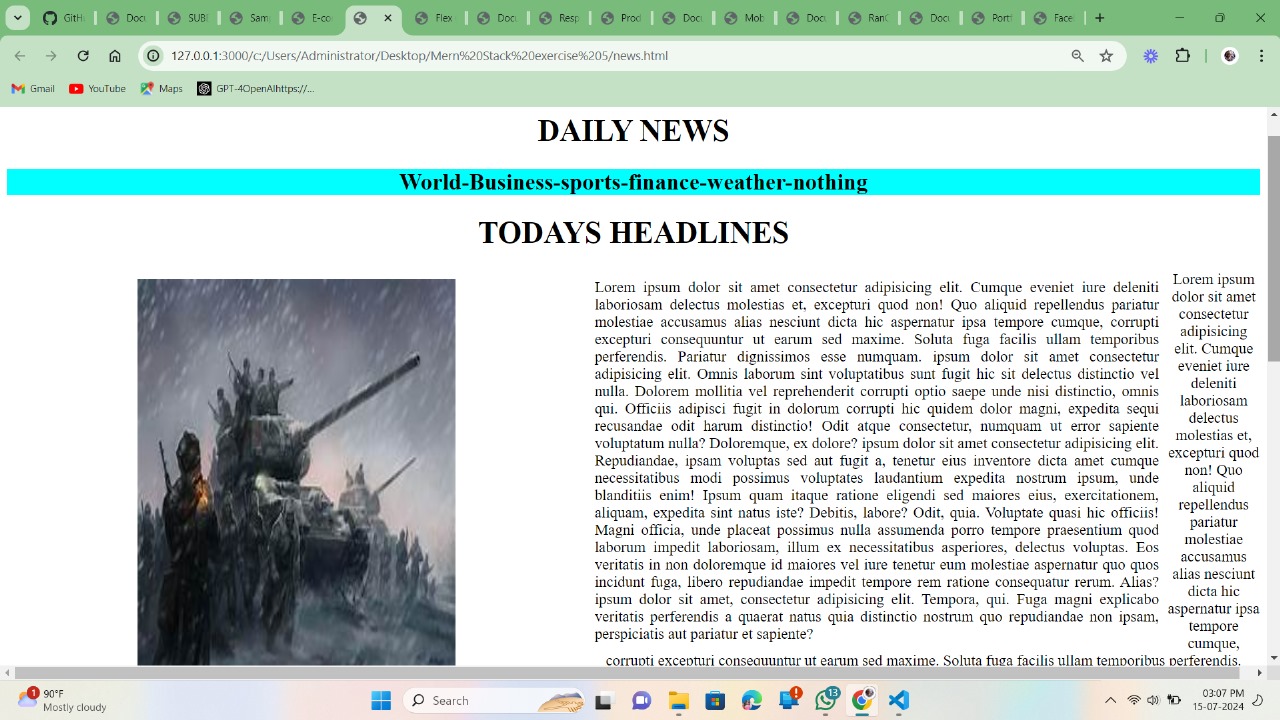 GitH
Doc
SUBI
Sam
E-co
Flex
Doc
Resp
Prod
Doc
Mob
Doc
RanC
Doc
Port
Face
127.0.0.1:3000/c:/Users/Administrator/Desktop/Mern%20Stack%20exercise%205/news.html
Gmail
YouTube
Maps
GPT-4OpenAIhttps://...
DAILY NEWS
World-Business-sports-finance-weather-nothing
TODAYS HEADLINES
Lorem ipsum dolor sit amet consectetur adipisicing elit. Cumque eveniet iure deleniti
laboriosam delectus molestias et, excepturi quod non! Quo aliquid repellendus pariatur
molestiae accusamus alias nesciunt dicta hic aspernatur ipsa tempore cumque, corrupti
excepturi consequuntur ut earum sed maxime. Soluta fuga facilis ullam temporibus
perferendis. Pariatur dignissimos esse numquam. ipsum dolor sit amet consectetur
adipisicing elit. Omnis laborum sint voluptatibus sunt fugit hic sit delectus distinctio vel
nulla. Dolorem mollitia vel reprehenderit corrupti optio saepe unde nisi distinctio, omnis
qui. Officiis adipisci fugit in dolorum corrupti hic quidem dolor magni, expedita sequi
recusandae odit harum distinctio! Odit atque consectetur, numquam ut error sapiente
voluptatum nulla? Doloremque, ex dolore? ipsum dolor sit amet consectetur adipisicing elit.
Repudiandae, ipsam voluptas sed aut fugit a, tenetur eius inventore dicta amet cumque
necessitatibus modi possimus voluptates laudantium expedita nostrum ipsum, unde
blanditiis enim! Ipsum quam itaque ratione eligendi sed maiores eius, exercitationem,
aliquam, expedita sint natus iste? Debitis, labore? Odit, quia. Voluptate quasi hic officiis!
Magni officia, unde placeat possimus nulla assumenda porro tempore praesentium quod
laborum impedit laboriosam, illum ex necessitatibus asperiores, delectus voluptas. Eos
veritatis in non doloremque id maiores vel iure tenetur eum molestiae aspernatur quo quos
incidunt fuga, libero repudiandae impedit tempore rem ratione consequatur rerum. Alias?
ipsum dolor sit amet, consectetur adipisicing elit. Tempora, qui. Fuga magni explicabo
veritatis perferendis a quaerat natus quia distinctio nostrum quo repudiandae non ipsam,
perspiciatis aut pariatur et sapiente?
Lorem ipsum
dolor sit amet
consectetur
adipisicing
elit. Cumque
eveniet iure
deleniti
laboriosam
delectus
molestias et,
excepturi quod
non! Quo
aliquid
repellendus
pariatur
molestiae
accusamus
alias nesciunt
dicta hic
aspernatur ipsa
tempore
cumque,
corrupti excepturi consequuntur ut earum sed maxime. Soluta fuga facilis ullam temporibus perferendis.
1
90°F
Mostly cloudy
Search
13
03:07 PM
15-07-2024